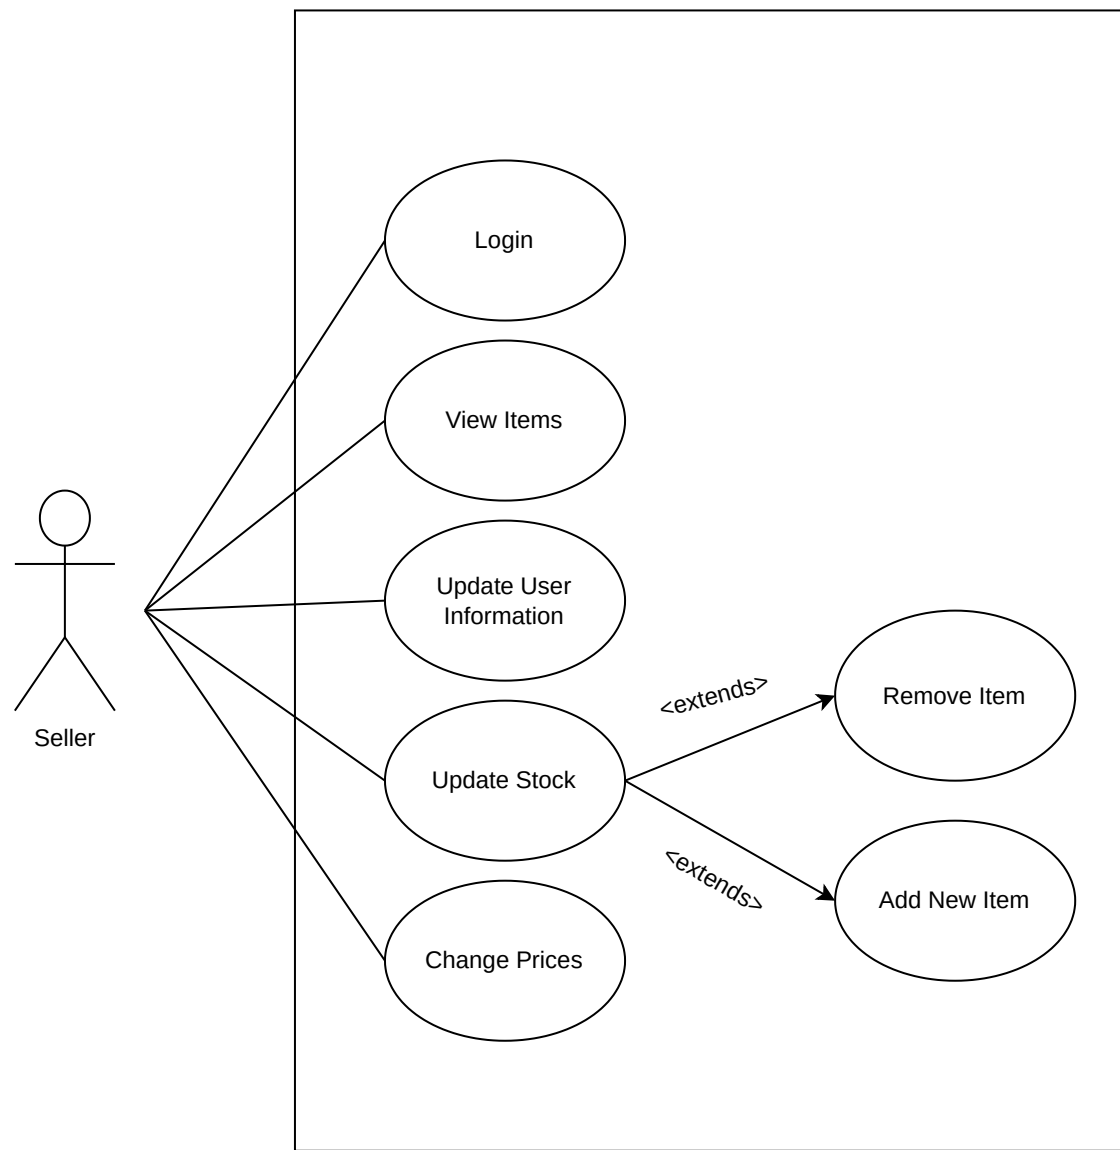 Login
View Items
Update User
Information
Seller
Update Stock
Change Prices
<extends>
Remove Item
<extends>
Add New Item